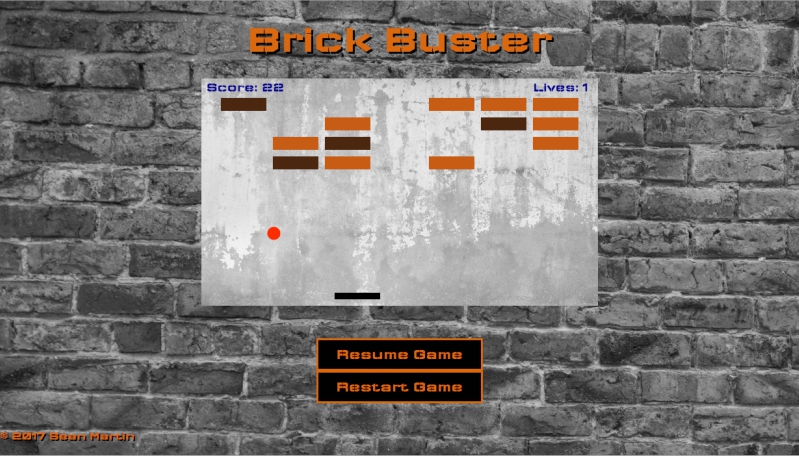 Brick Buster
Score: 22 Lives: 1
Resume Game
Restart Game
© 2017 Sean Martin